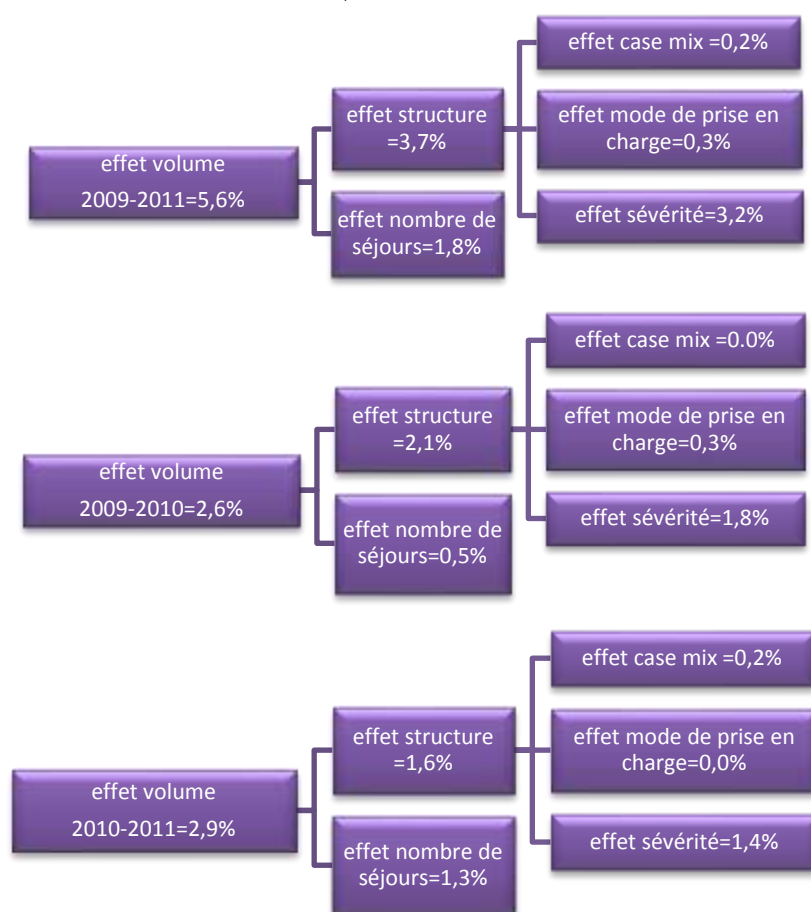 effet volume
2009-2011=5,6%
effet structure
=3,7%
effet nombre de
séjours=1,8%
effet case mix =0,2%
effet mode de prise en
charge=0,3%
effet sévérité=3,2%
effet volume
2009-2010=2,6%
effet structure
=2,1%
effet nombre de
séjours=0,5%
effet case mix =0.0%
effet mode de prise en
charge=0,3%
effet sévérité=1,8%
effet volume
2010-2011=2,9%
effet structure
=1,6%
effet nombre de
séjours=1,3%
effet case mix =0,2%
effet mode de prise en
charge=0,0%
effet sévérité=1,4%